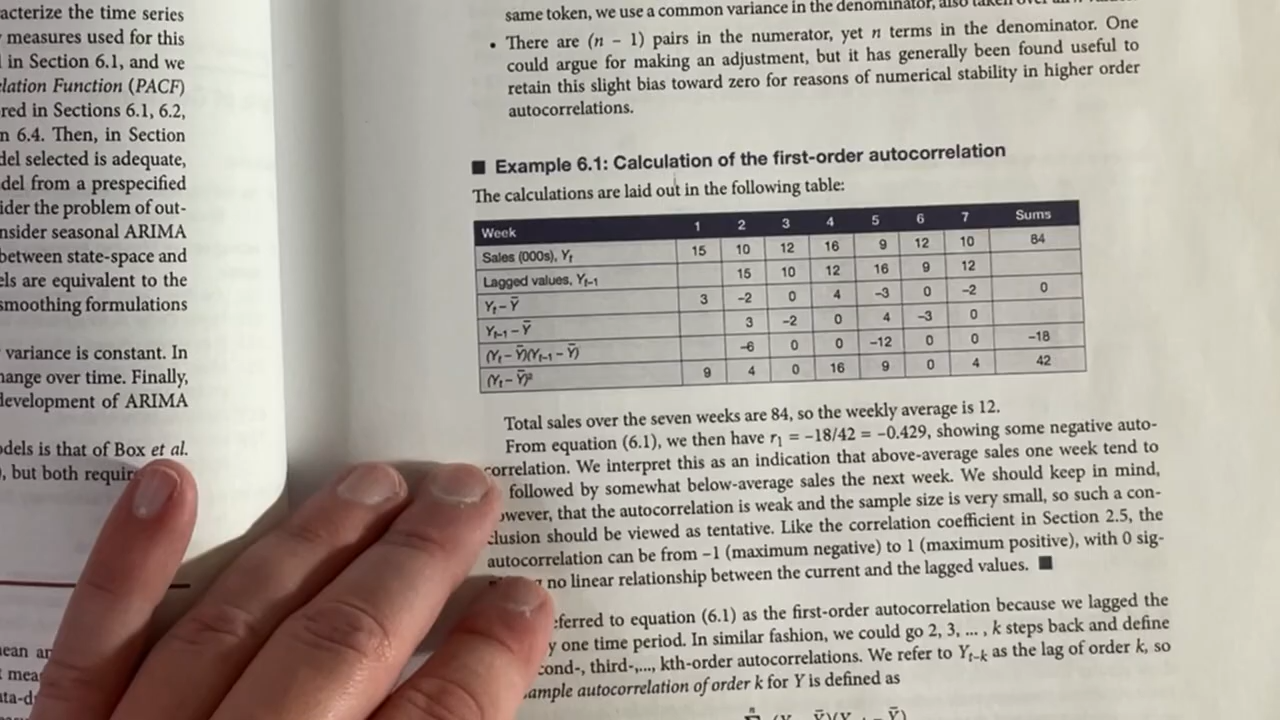 acterize the time series
measures used for this
in Section 6.1, and we
lation Function (PACF)
red in Sections 6.1, 6.2,
n 6.4. Then, in Section
del selected is adequate,
del from a prespecified
ider the problem of out-
nsider seasonal ARIMA
between state-space and
els are equivalent to the
smoothing formulations
variance is constant. In
hange over time. Finally,
development of ARIMA
odels is that of Box et al.
), but both requir
ean an
mea
ata-d
same token, we use a common variance in the denominator, also taken over all n
• There are (n − 1) pairs in the numerator, yet n terms in the denominator. One
could argue for making an adjustment, but it has generally been found useful to
retain this slight bias toward zero for reasons of numerical stability in higher order
autocorrelations.
■ Example 6.1: Calculation of the first-order autocorrelation
The calculations are laid out in the following table:
Week 1 2 3 4 5 6 7 Sums
Sales (000s), Yt 15 10 12 16 9 12 10 84
Lagged values, Yt−1 15 10 12 16 9 12
Yt − Ȳ 3 −2 0 4 −3 0 −2 0
Yt−1 − Ȳ 3 −2 0 4 −3 0
(Yt − Ȳ)(Yt−1 − Ȳ) −6 0 0 −12 0 0 −18
(Yt − Ȳ)² 9 4 0 16 9 0 4 42
Total sales over the seven weeks are 84, so the weekly average is 12.
From equation (6.1), we then have r1 = −18/42 = −0.429, showing some negative auto-
correlation. We interpret this as an indication that above-average sales one week tend to
followed by somewhat below-average sales the next week. We should keep in mind,
owever, that the autocorrelation is weak and the sample size is very small, so such a con-
clusion should be viewed as tentative. Like the correlation coefficient in Section 2.5, the
autocorrelation can be from −1 (maximum negative) to 1 (maximum positive), with 0 sig-
no linear relationship between the current and the lagged values. ■
eferred to equation (6.1) as the first-order autocorrelation because we lagged the
y one time period. In similar fashion, we could go 2, 3, ... , k steps back and define
cond-, third-,..., kth-order autocorrelations. We refer to Yt−k as the lag of order k, so
ample autocorrelation of order k for Y is defined as